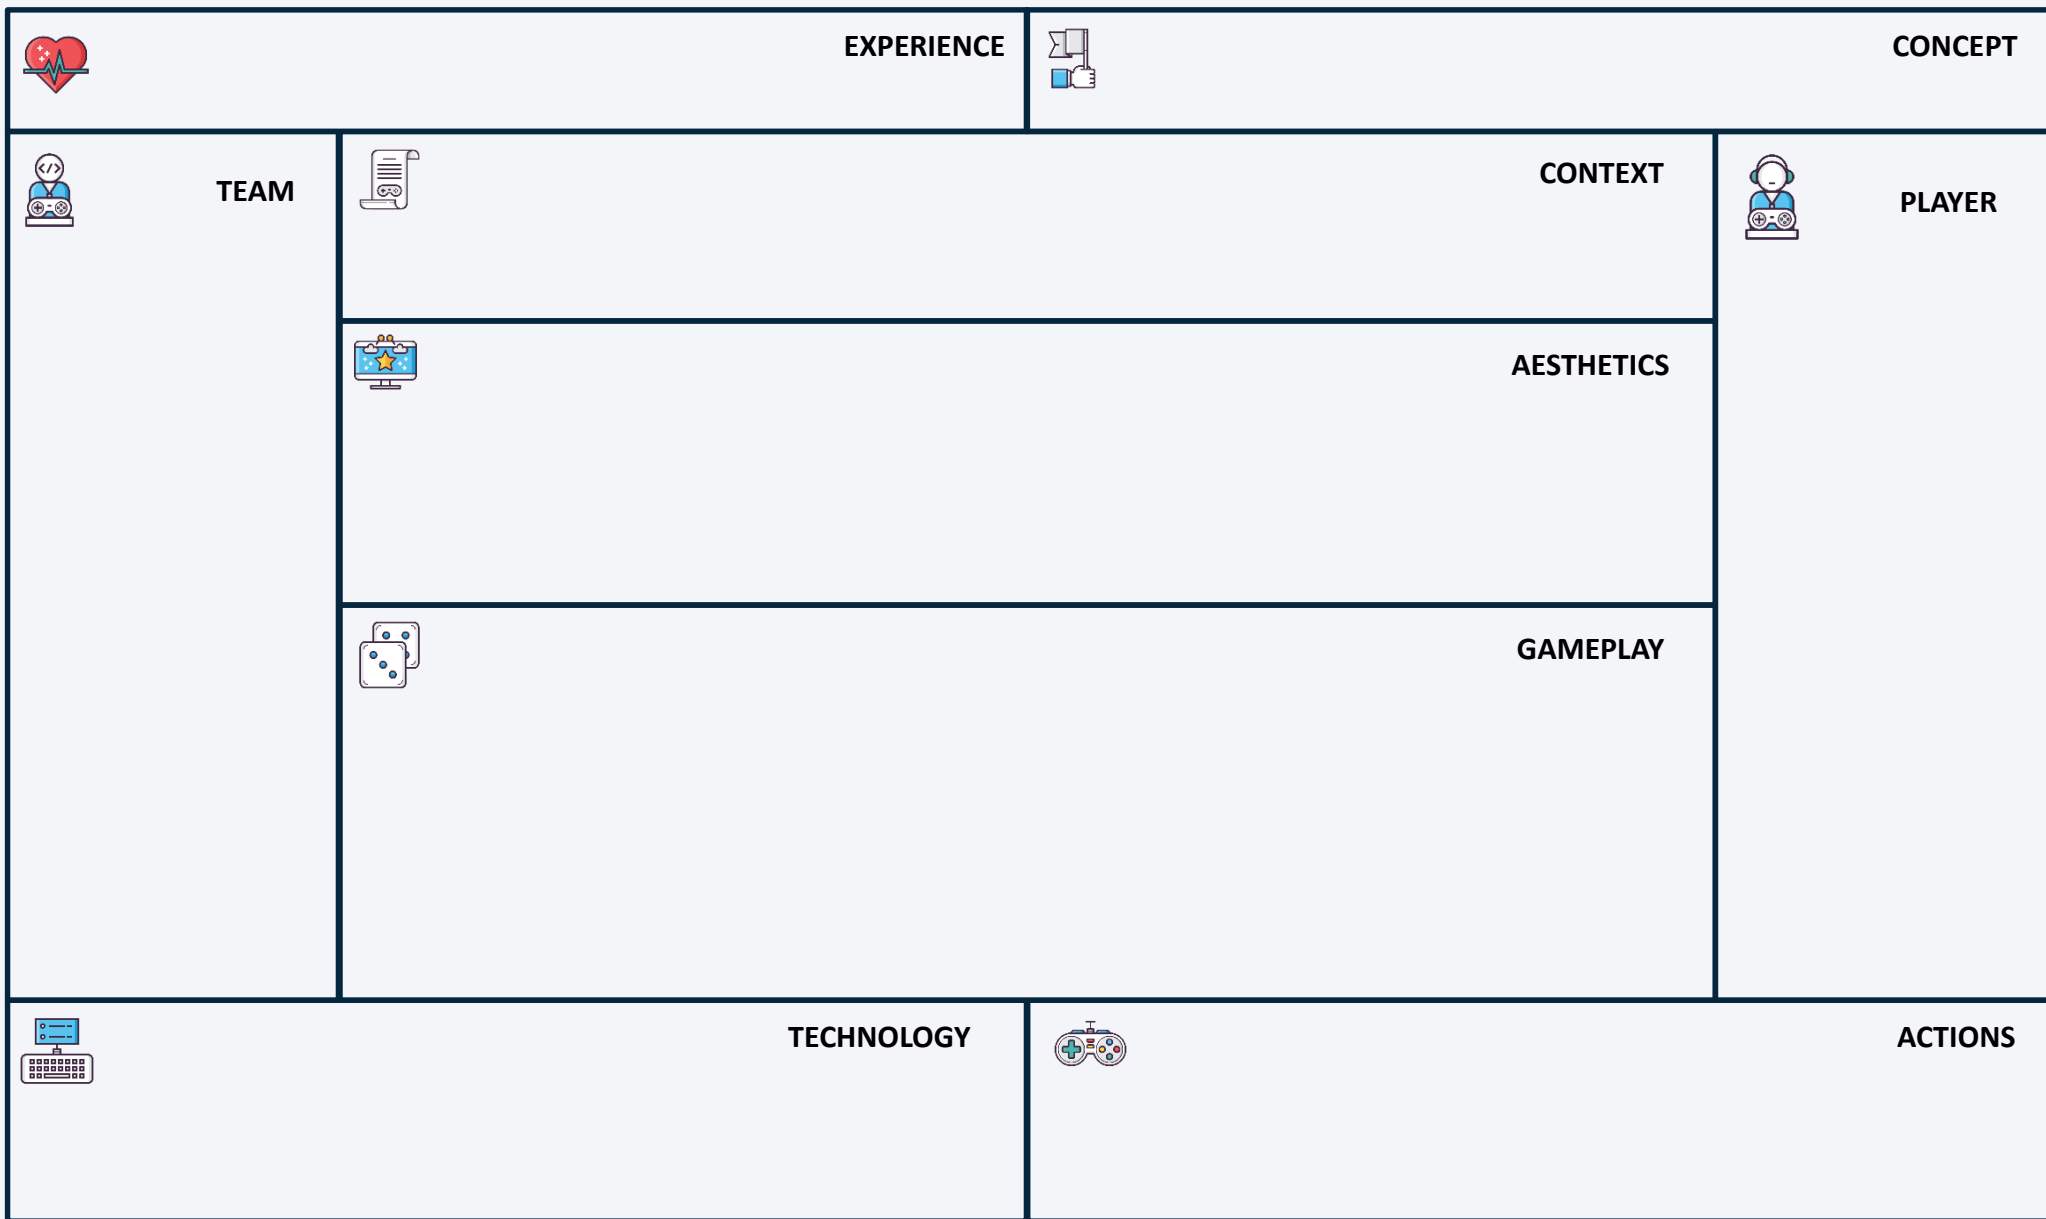 EXPERIENCE
CONCEPT
TEAM
CONTEXT
PLAYER
AESTHETICS
GAMEPLAY
TECHNOLOGY
ACTIONS